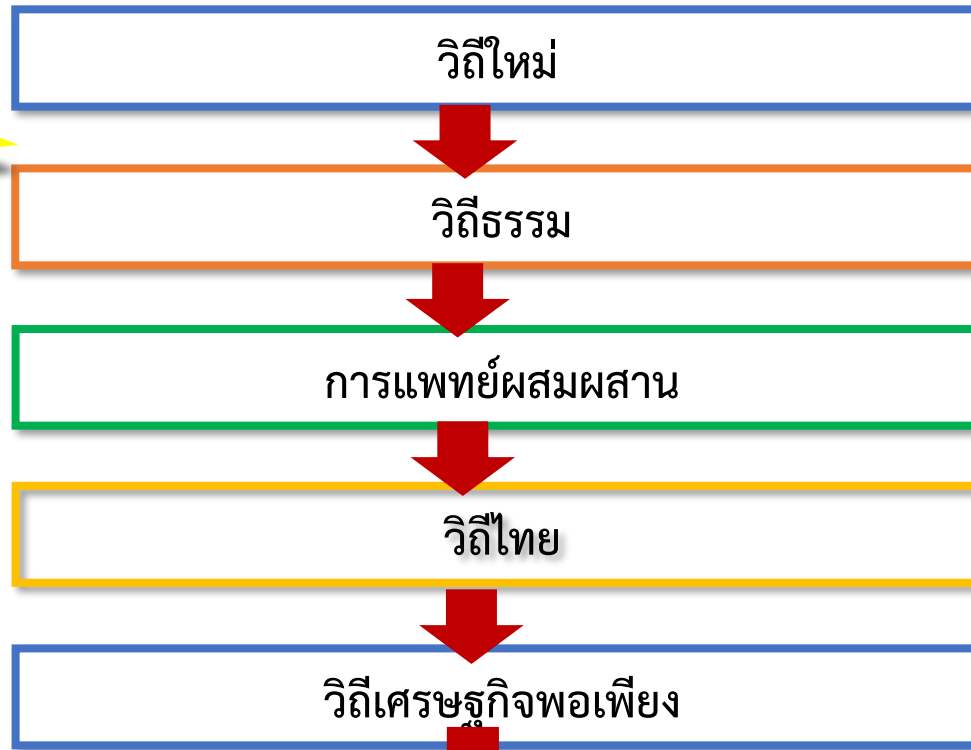 วิถีใหม่
วิถีธรรม
การแพทย์ผสมผสาน
วิถีไทย
วิถีเศรษฐกิจพอเพียง